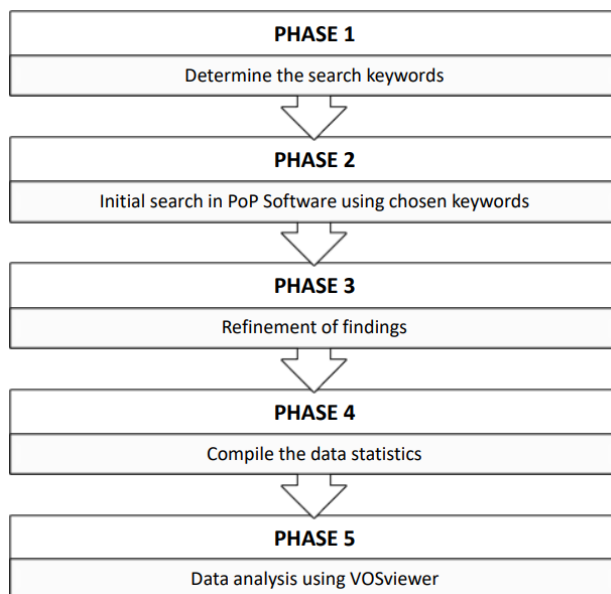 PHASE 1
Determine the search keywords
PHASE 2
Initial search in PoP Software using chosen keywords
PHASE 3
Refinement of findings
PHASE 4
Compile the data statistics
PHASE 5
Data analysis using VOSviewer